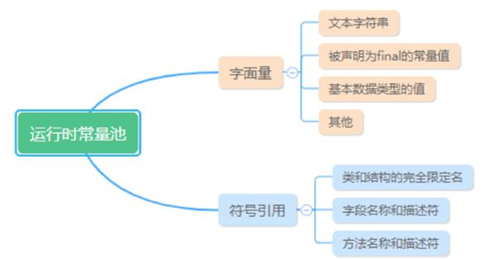 运行时常量池
字面量
文本字符串
被声明为final的常量值
基本数据类型的值
其他
符号引用
类和结构的完全限定名
字段名称和描述符
方法名称和描述符